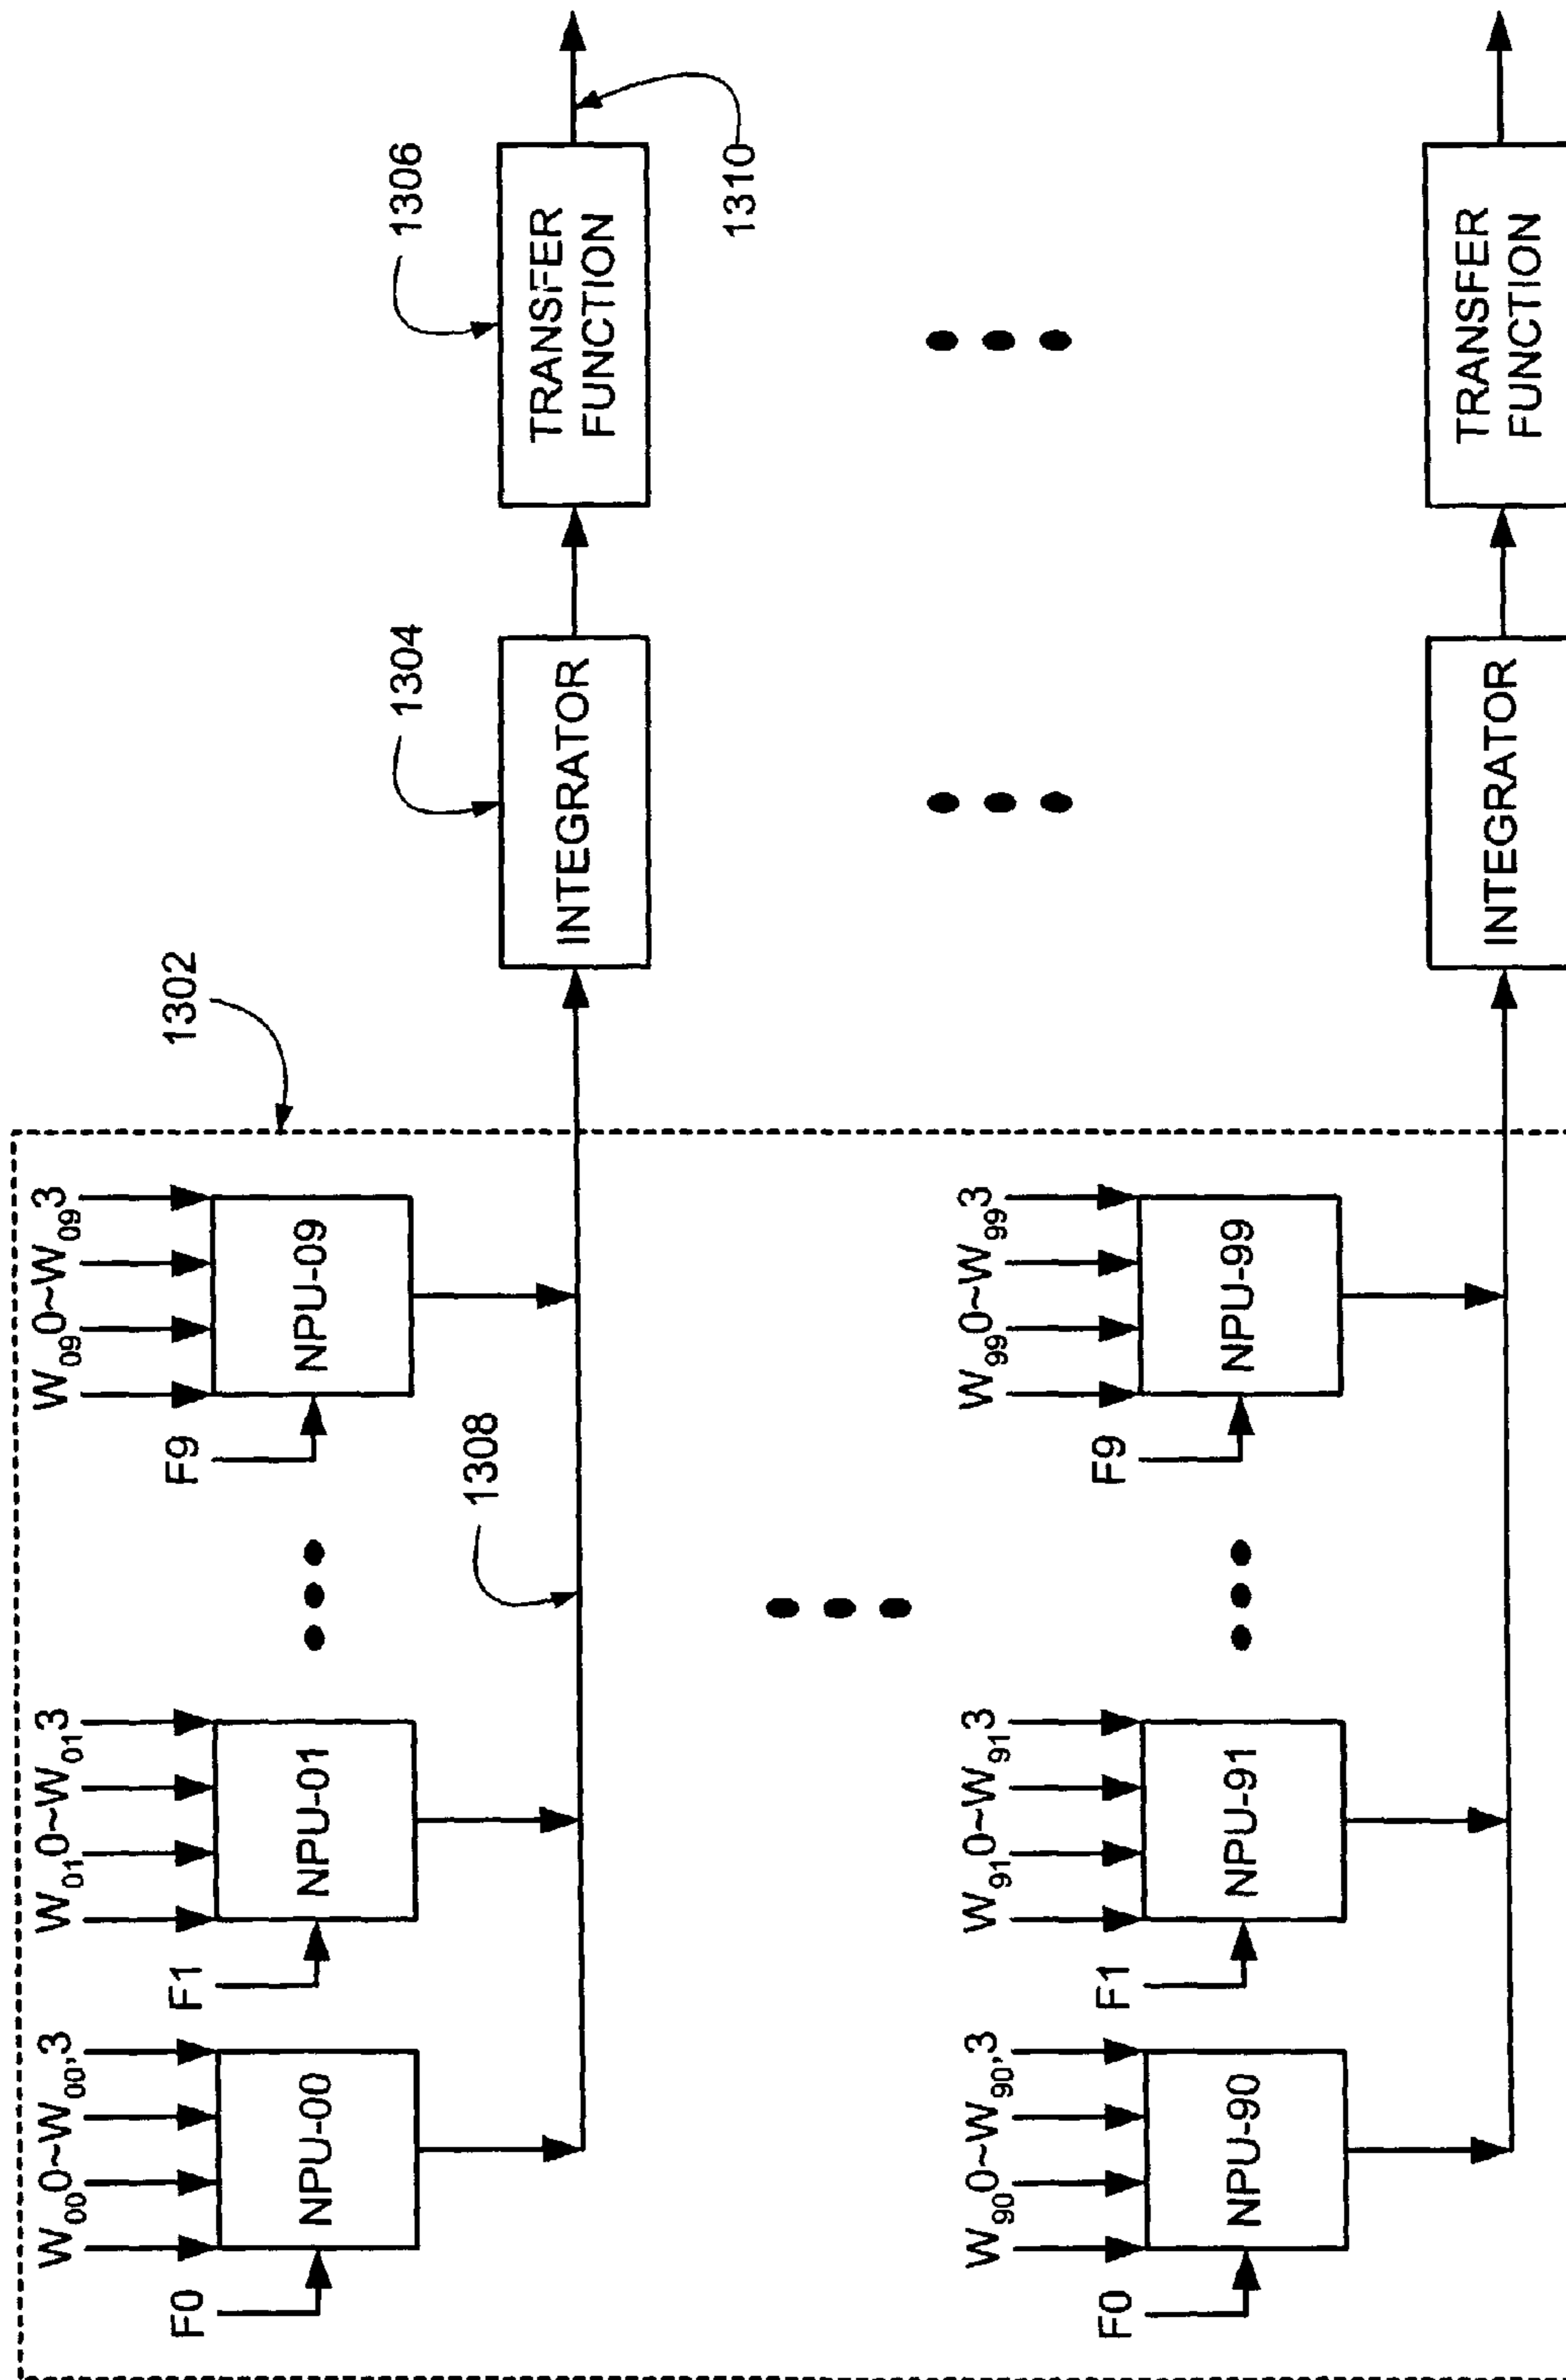 1302
1304
1306
1308
1310
W₀₀0~W₀₀,3
W₀₁0~W₀₁3
W₀₉0~W₀₉3
F0
NPU-00
F1
NPU-01
F9
NPU-09
INTEGRATOR
TRANSFER
FUNCTION
W₉₀0~W₉₀,3
W₉₁0~W₉₁3
W₉₉0~W₉₉3
F0
NPU-90
F1
NPU-91
F9
NPU-99
INTEGRATOR
TRANSFER
FUNCTION